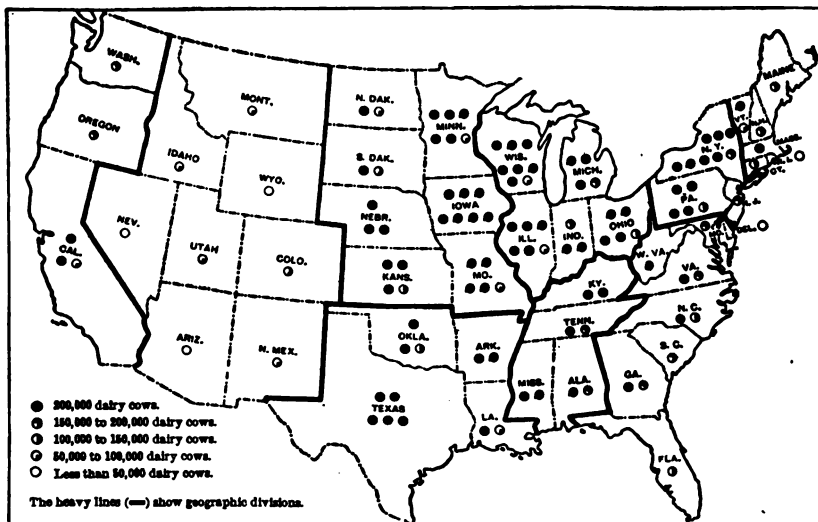 WASH.
MONT.
N. DAK.
MINN.
MAINE
OREGON
IDAHO
S. DAK.
WIS.
MICH.
VT.
N.H.
N. Y.
MASS.
R. I.
CT.
WYO.
NEBR.
IOWA
PA.
N. J.
NEV.
UTAH
COLO.
KANS.
MO.
ILL.
IND.
OHIO
W. VA.
MD.
DEL.
CAL.
VA.
KY.
ARIZ.
N. MEX.
OKLA.
ARK.
TENN.
N. C.
S. C.
TEXAS
LA.
MISS.
ALA.
GA.
FLA.
200,000 dairy cows.
150,000 to 200,000 dairy cows.
100,000 to 150,000 dairy cows.
50,000 to 100,000 dairy cows.
Less than 50,000 dairy cows.
The heavy lines (—) show geographic divisions.